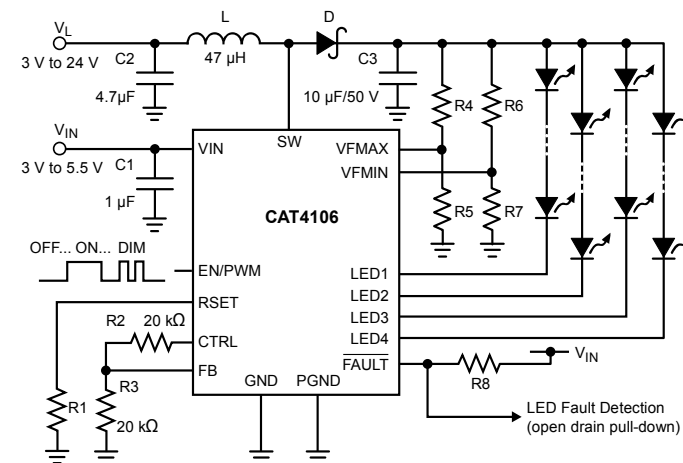 V_L
L
D
3 V to 24 V
C2
47 µH
C3
4.7µF
10 µF/50 V
R4
R6
V_IN
3 V to 5.5 V
C1
VIN
SW
VFMAX
VFMIN
1 µF
CAT4106
R5
R7
OFF... ON... DIM
EN/PWM
LED1
RSET
LED2
R2
20 kΩ
CTRL
LED3
LED4
FB
FAULT
V_IN
R1
R3
GND
PGND
R8
20 kΩ
LED Fault Detection
(open drain pull-down)